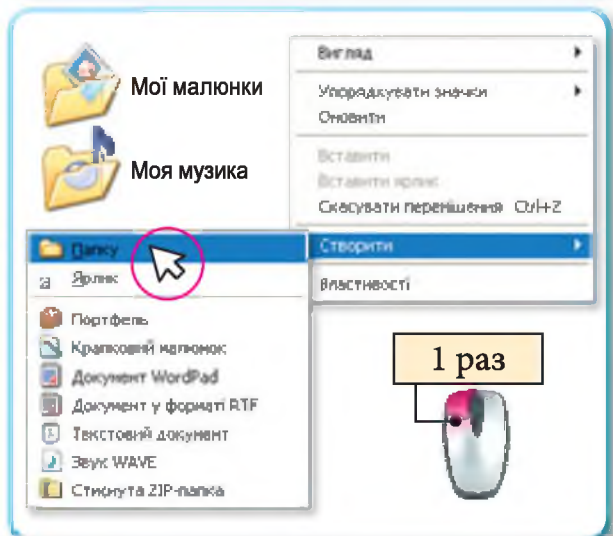 Мої малюнки
Моя музика
Вигляд
Упорядкувати значки
Оновити
Вставити
Вставити ярлик
Скасувати переміщення Ctrl+Z
Створити
Властивості
Папку
Ярлик
Портфель
Крапковий малюнок
Документ WordPad
Документ у форматі RTF
Текстовий документ
Звук WAVE
Стиснута ZIP-папка
1 раз